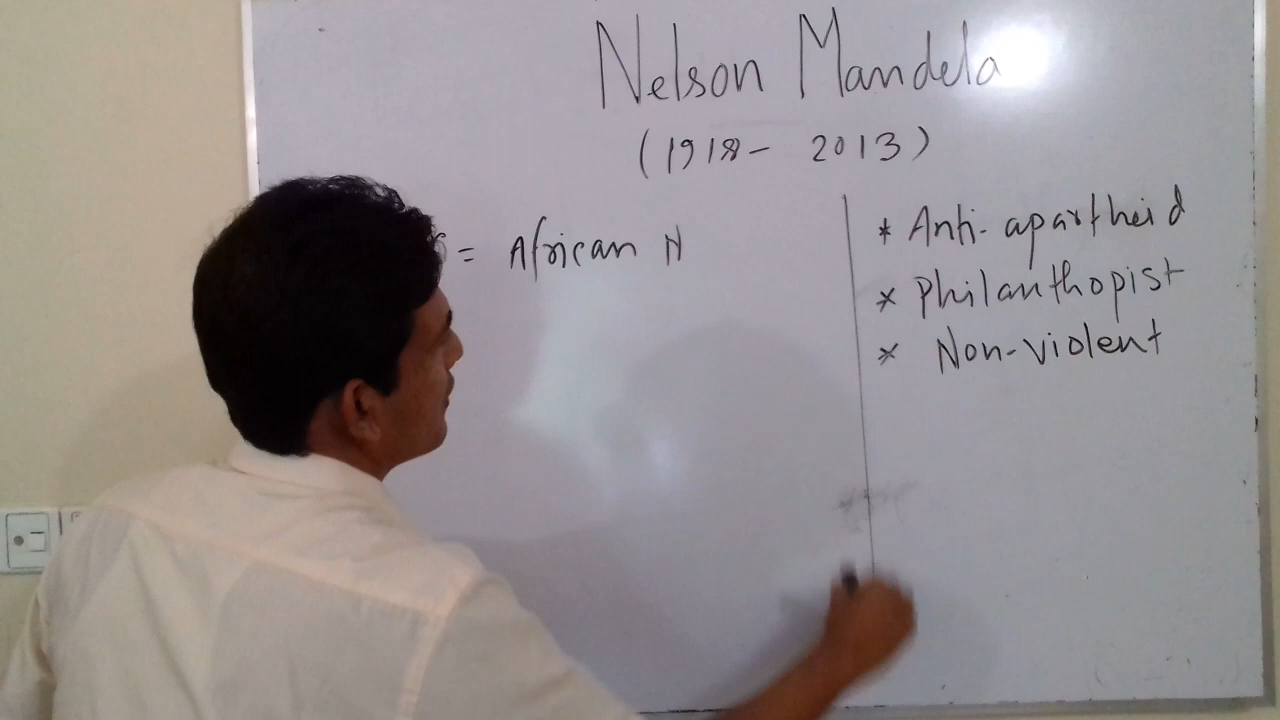 Nelson Mandela
(1918- 2013)
= African N
* Anti-apartheid
* Philanthopist
* Non-violent